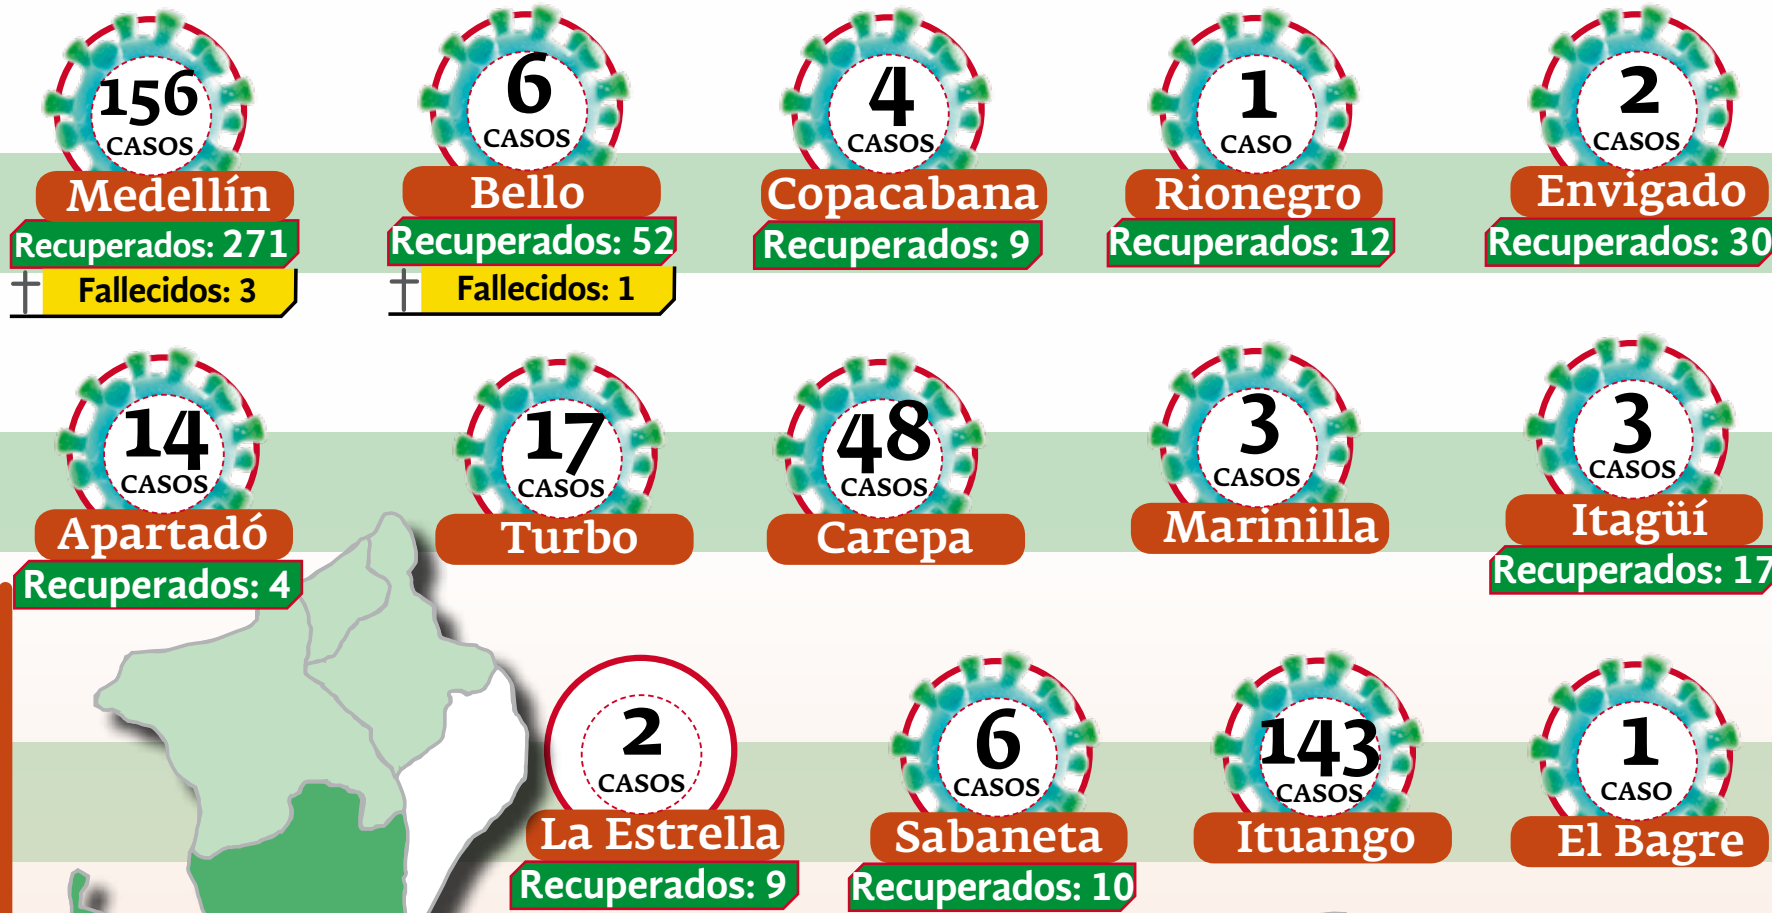 156
CASOS
Medellín
Recuperados: 271
Fallecidos: 3
6
CASOS
Bello
Recuperados: 52
Fallecidos: 1
4
CASOS
Copacabana
Recuperados: 9
1
CASO
Rionegro
Recuperados: 12
2
CASOS
Envigado
Recuperados: 30
14
CASOS
Apartadó
Recuperados: 4
17
CASOS
Turbo
48
CASOS
Carepa
3
CASOS
Marinilla
3
CASOS
Itagüí
Recuperados: 17
2
CASOS
La Estrella
Recuperados: 9
6
CASOS
Sabaneta
Recuperados: 10
143
CASOS
Ituango
1
CASO
El Bagre